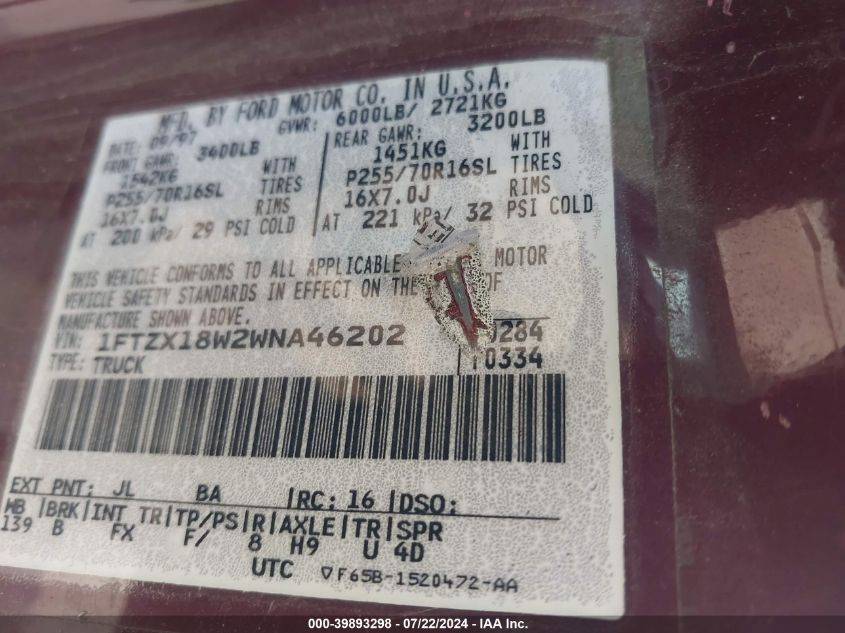 MFD. BY FORD MOTOR CO. IN U.S.A.
DATE: 09/97 GVWR: 6000LB/ 2721KG
FRONT GAWR: 3400LB REAR GAWR: 3200LB
1542KG WITH 1451KG WITH
P255/70R16SL TIRES P255/70R16SL TIRES
16X7.0J RIMS 16X7.0J RIMS
AT 200 kPa/ 29 PSI COLD AT 221 kPa/ 32 PSI COLD
THIS VEHICLE CONFORMS TO ALL APPLICABLE MOTOR
VEHICLE SAFETY STANDARDS IN EFFECT ON THE OF
MANUFACTURE SHOWN ABOVE.
VIN: 1FTZX18W2WNA46202 0284
TYPE: TRUCK T0334
EXT PNT: JL BA |RC: 16 |DSO:
WB |BRK|INT TR|TP/PS|R|AXLE|TR|SPR
139 B FX F/ 8 H9 U 4D
UTC ▽F65B-1520472-AA
000-39893298 - 07/22/2024 - IAA Inc.